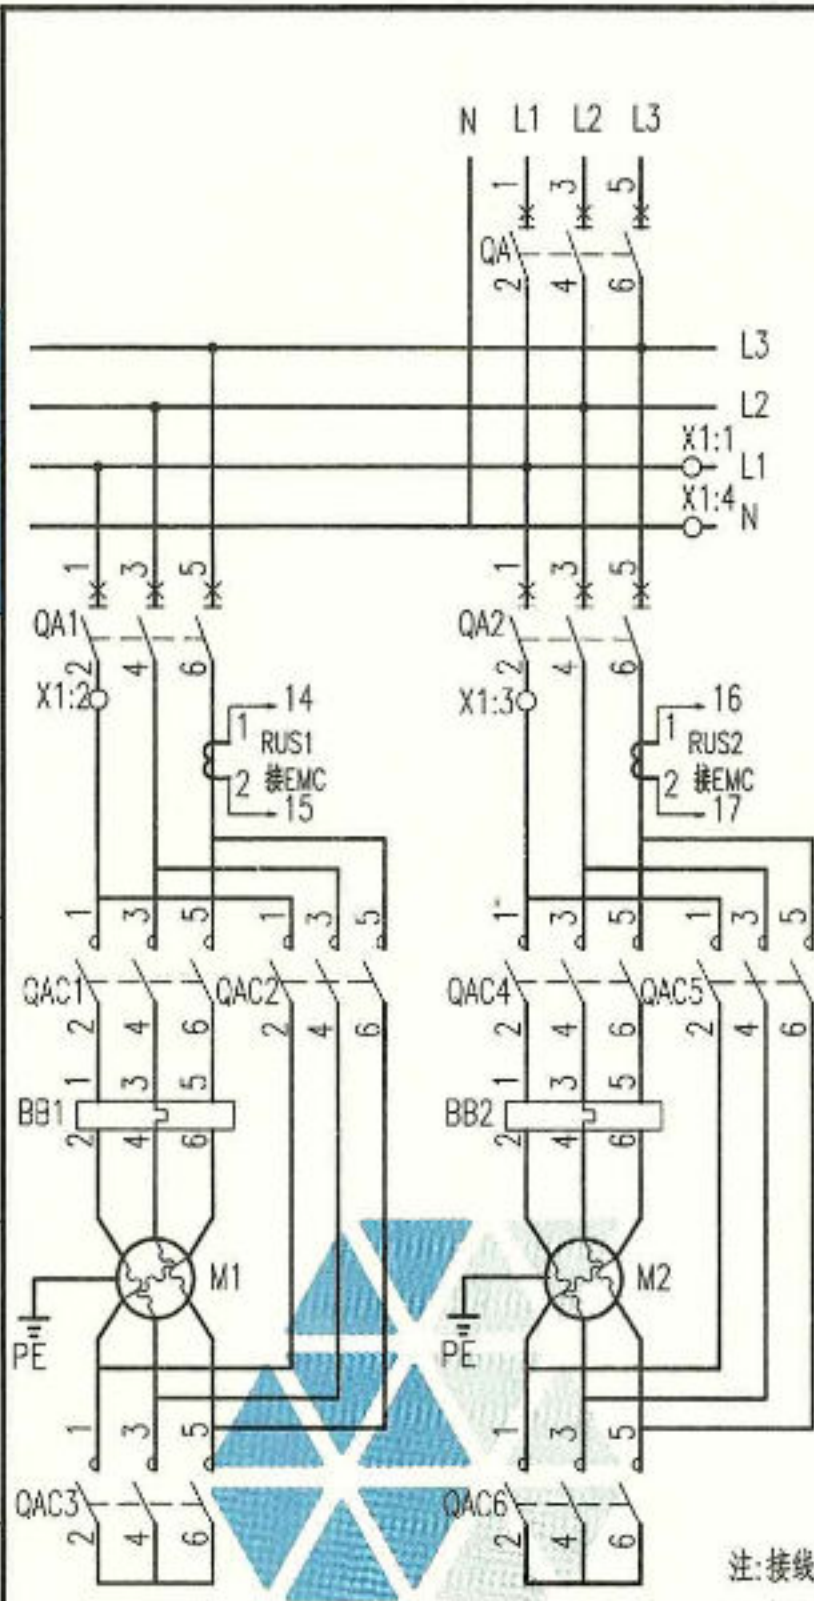 N L1 L2 L3
1 3 5
QA
2 4 6
L3
L2
X1:1
L1
X1:4
N
1 3 5 1 3 5
QA1 QA2
2 4 6 2 4 6
X1:2 X1:3
14 16
1 RUS1 1 RUS2
2 接EMC 2 接EMC
15 17
1 3 5 1 3 5 1 3 5 1 3 5
QAC1 QAC2 QAC4 QAC5
2 4 6 2 4 6 2 4 6 2 4 6
1 3 5 1 3 5
BB1 BB2
2 4 6 2 4 6
M1 M2
PE PE
1 3 5 1 3 5
QAC3 QAC6
2 4 6 2 4 6
注:接线